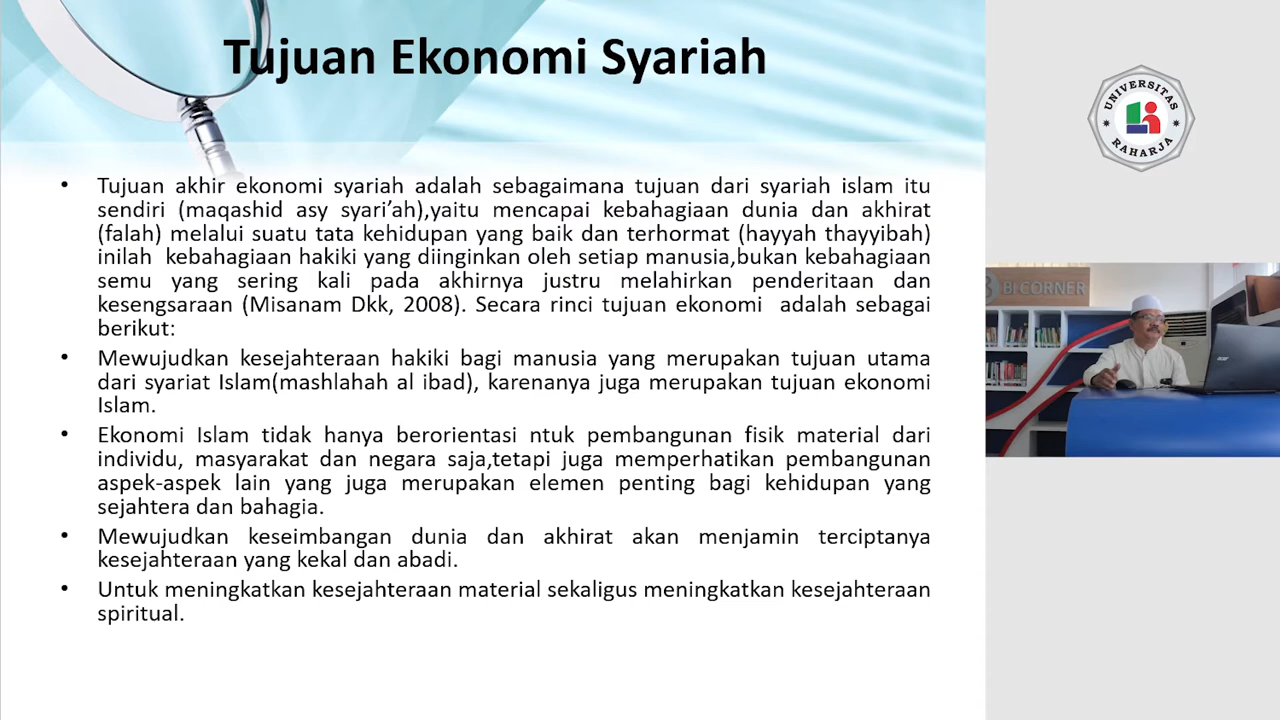 Tujuan Ekonomi Syariah
• Tujuan akhir ekonomi syariah adalah sebagaimana tujuan dari syariah islam itu
sendiri (maqashid asy syari’ah),yaitu mencapai kebahagiaan dunia dan akhirat
(falah) melalui suatu tata kehidupan yang baik dan terhormat (hayyah thayyibah)
inilah kebahagiaan hakiki yang diinginkan oleh setiap manusia,bukan kebahagiaan
semu yang sering kali pada akhirnya justru melahirkan penderitaan dan
kesengsaraan (Misanam Dkk, 2008). Secara rinci tujuan ekonomi adalah sebagai
berikut:
• Mewujudkan kesejahteraan hakiki bagi manusia yang merupakan tujuan utama
dari syariat Islam(mashlahah al ibad), karenanya juga merupakan tujuan ekonomi
Islam.
• Ekonomi Islam tidak hanya berorientasi ntuk pembangunan fisik material dari
individu, masyarakat dan negara saja,tetapi juga memperhatikan pembangunan
aspek-aspek lain yang juga merupakan elemen penting bagi kehidupan yang
sejahtera dan bahagia.
• Mewujudkan keseimbangan dunia dan akhirat akan menjamin terciptanya
kesejahteraan yang kekal dan abadi.
• Untuk meningkatkan kesejahteraan material sekaligus meningkatkan kesejahteraan
spiritual.
UNIVERSITAS
RAHARJA
BI CORNER
acer